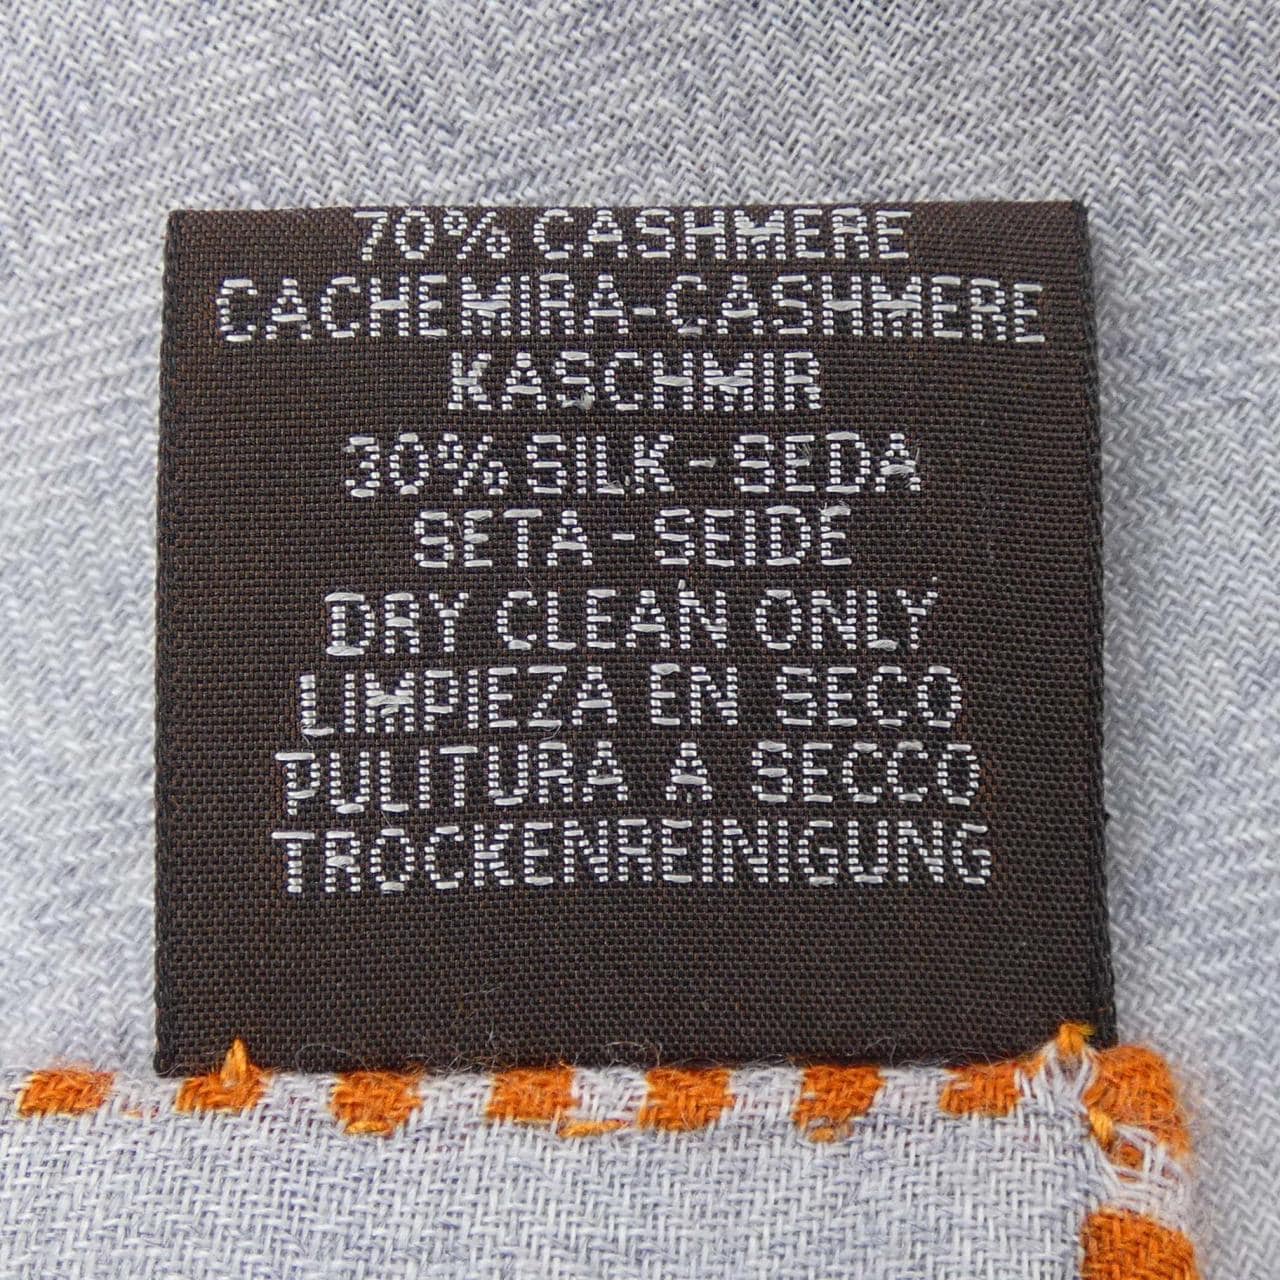 70% CASHMERE
CACHEMIRA-CASHMERE
KASCHMIR
30% SILK - SEDA
SETA - SEIDE
DRY CLEAN ONLY
LIMPIEZA EN SECO
PULITURA A SECCO
TROCKENREINIGUNG